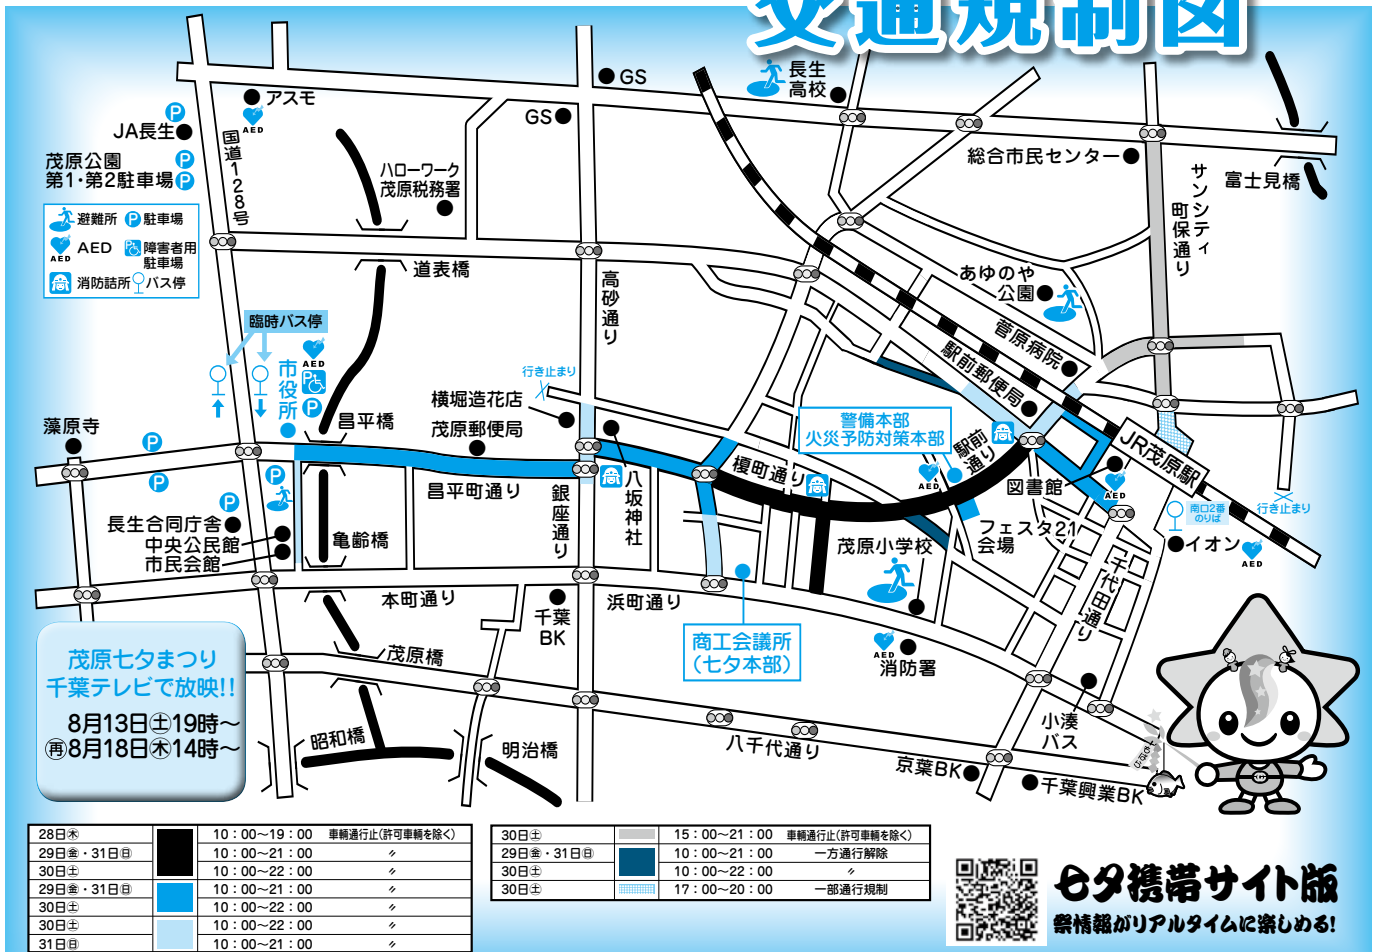 交通規制図
GS
長生
高校
アスモ
AED
P
JA長生
GS
国道128号
茂原公園
P
第1・第2駐車場
P
ハローワーク
茂原税務署
総合市民センター
サンシティ
町保通り
富士見橋
避難所
P
駐車場
AED
AED
P
障害者用
駐車場
消防詰所
バス停
道表橋
高砂通り
あゆのや
公園
臨時バス停
AED
市役所
P
P
菅原病院
駅前郵便局
行き止まり
横堀造花店
茂原郵便局
昌平橋
警備本部
火災予防対策本部
駅前
通り
藻原寺
P
P
榎町通り
JR茂原駅
AED
図書館
AED
昌平町通り
銀座通り
八坂神社
P
P
長生合同庁舎
中央公民館
市民会館
亀齢橋
フェスタ21
会場
南口2番
のりば
行き止まり
イオン
AED
茂原小学校
千代田通り
本町通り
千葉
BK
浜町通り
商工会議所
(七夕本部)
AED
消防署
茂原七夕まつり
千葉テレビで放映!!
8月13日㊏19時~
再8月18日㊍14時~
茂原橋
昭和橋
明治橋
八千代通り
小湊
バス
京葉BK
千葉興業BK
28日㊍ 10:00~19:00 車輛通行止(許可車輛を除く)
29日㊎・31日㊐ 10:00~21:00 〃
30日㊏ 10:00~22:00 〃
29日㊎・31日㊐ 10:00~21:00 〃
30日㊏ 10:00~22:00 〃
30日㊏ 10:00~22:00 〃
31日㊐ 10:00~21:00 〃
30日㊏ 15:00~21:00 車輛通行止(許可車輛を除く)
29日㊎・31日㊐ 10:00~21:00 一方通行解除
30日㊏ 10:00~22:00 〃
30日㊏ 17:00~20:00 一部通行規制
七夕携帯サイト版
祭情報がリアルタイムに楽しめる!